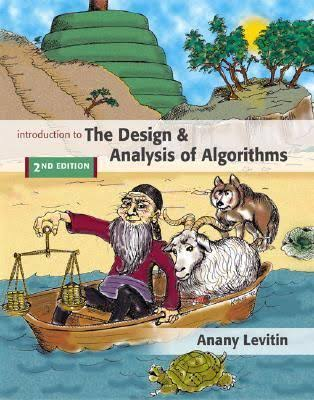 introduction to The Design &
Analysis of Algorithms
2ND EDITION
Anany Levitin